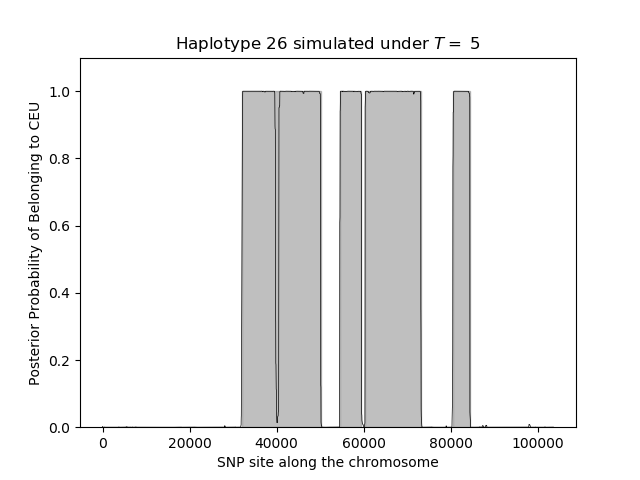 Haplotype 26 simulated under T = 5
Posterior Probability of Belonging to CEU
1.0
0.8
0.6
0.4
0.2
0.0
0 20000 40000 60000 80000 100000
SNP site along the chromosome